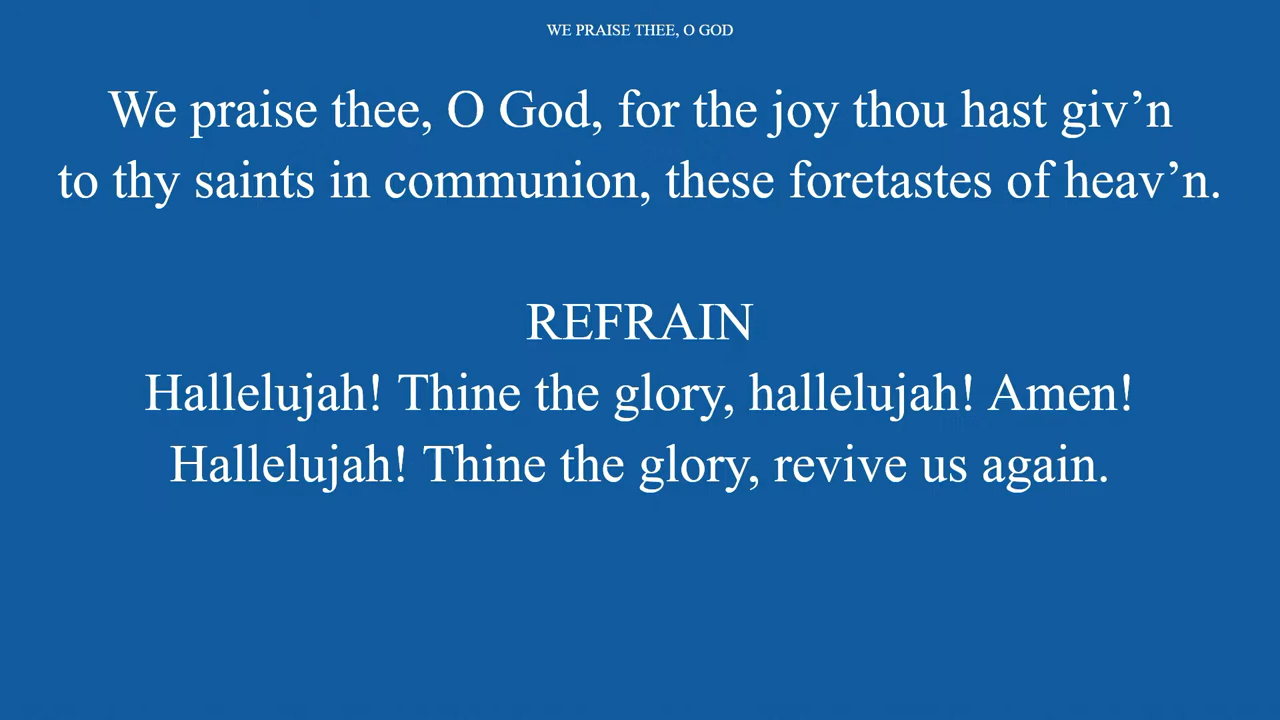 WE PRAISE THEE, O GOD
We praise thee, O God, for the joy thou hast giv’n
to thy saints in communion, these foretastes of heav’n.
REFRAIN
Hallelujah! Thine the glory, hallelujah! Amen!
Hallelujah! Thine the glory, revive us again.